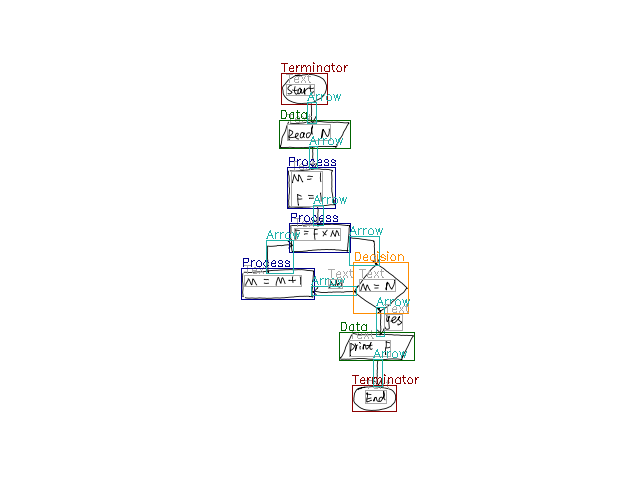 Terminator
Text
Start
Arrow
Data
Read N
Arrow
Process
M = 1
F = 1
Arrow
Process
F = F × M
Arrow
Arrow
Decision
Process
Text
M = M+1
Arrow
Text
No
Text
M = N
Arrow
Text
yes
Data
Text
print F
Arrow
Terminator
End